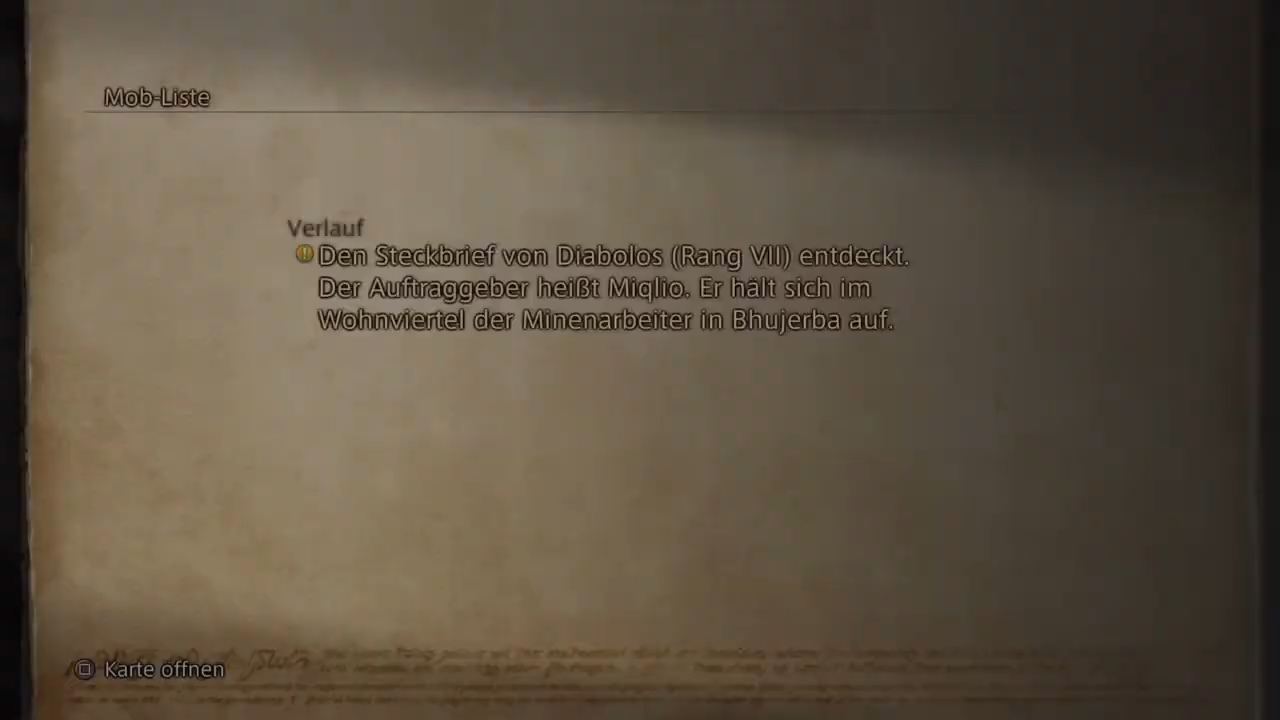 Mob-Liste
Verlauf
Den Steckbrief von Diabolos (Rang VII) entdeckt.
Der Auftraggeber heißt Miqlio. Er hält sich im
Wohnviertel der Minenarbeiter in Bhujerba auf.
Karte öffnen